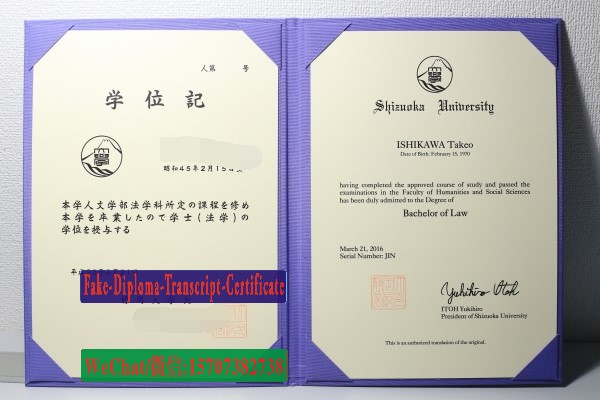 人第　号
学位記
昭和45年2月15日
本学人文学部法学科所定の課程を修め
本学を卒業したので学士（法学）の
学位を授与する
Fake-Diploma-Transcript-Certificate
WeChat/微信:15707382738
Shizuoka University
ISHIKAWA Takeo
Date of Birth: February 15, 1970
having completed the approved course of study and passed the
examinations in the Faculty of Humanities and Social Sciences
has been duly admitted to the Degree of
Bachelor of Law
March 21, 2016
Serial Number: JIN
Yukihiro Itoh
ITOH Yukihiro
President of Shizuoka University
This is an authorized translation of the original.